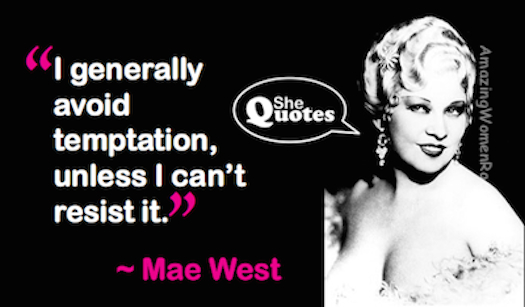 “I generally
avoid
temptation,
unless I can’t
resist it.”
~ Mae West
She
Quotes
AmazingWomenRo